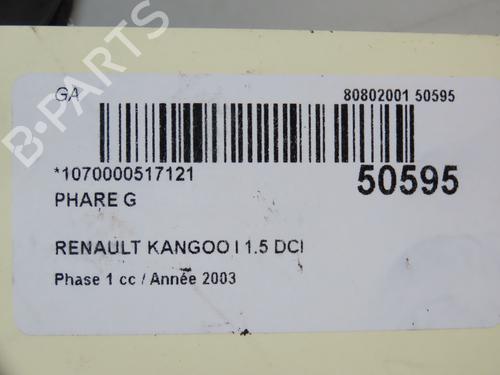 GA
80802001 50595
*1070000517121
50595
PHARE G
RENAULT KANGOO I 1.5 DCI
Phase 1 cc / Année 2003
B-PARTS